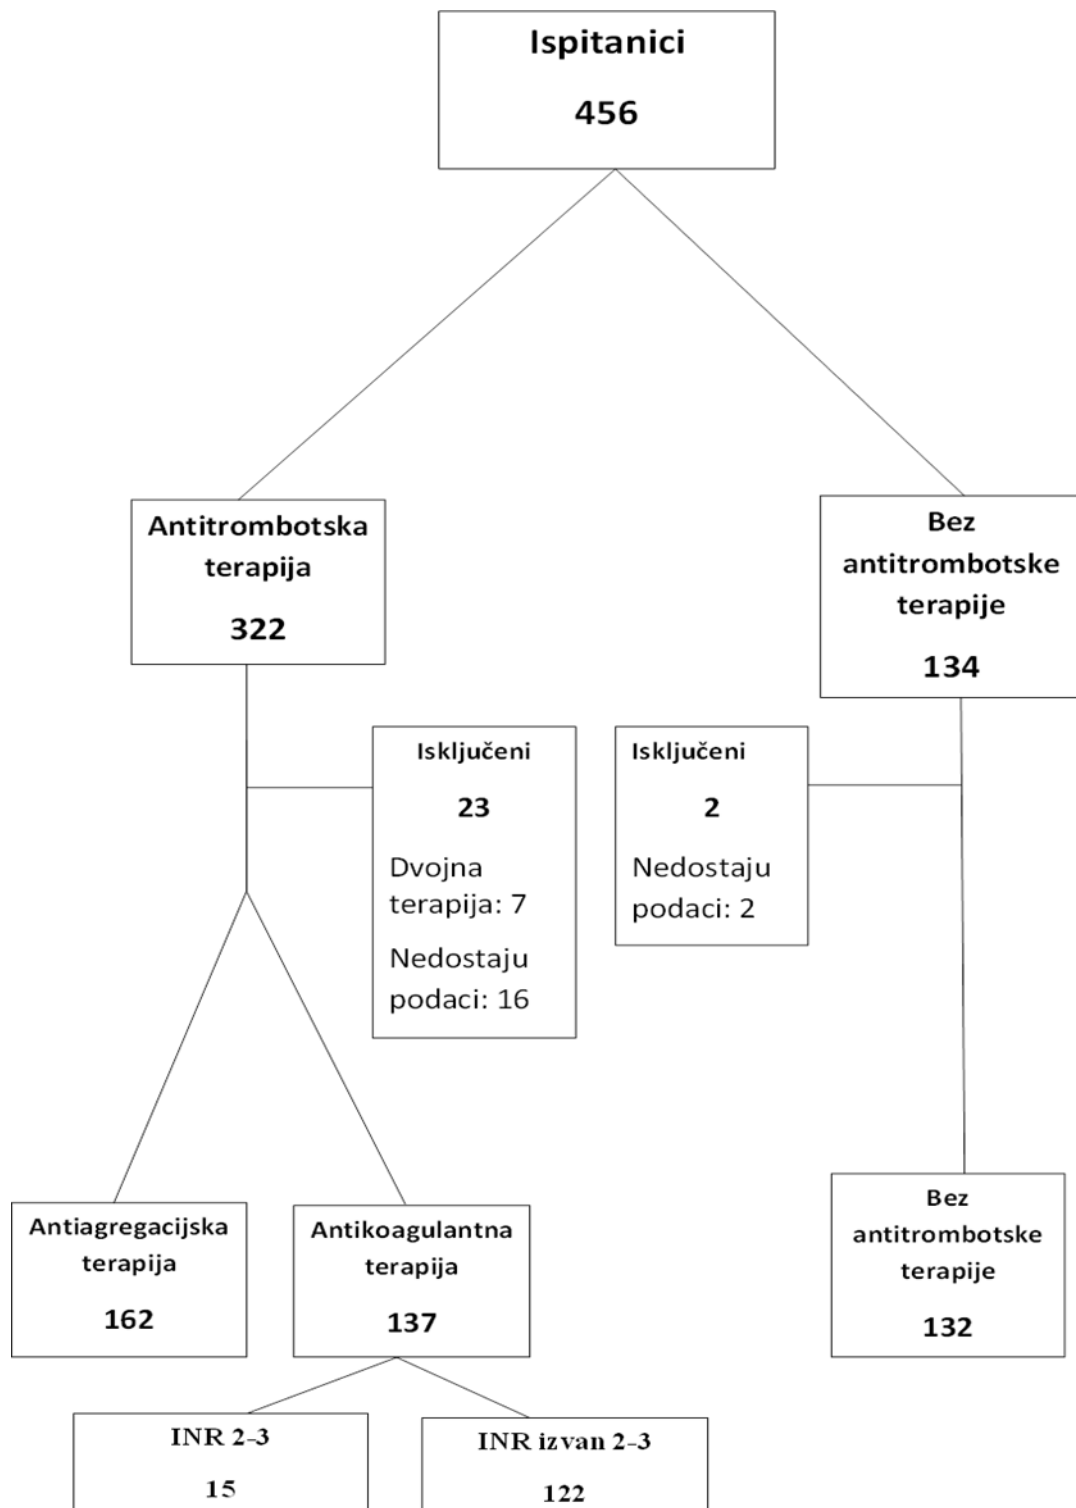 Ispitanici
456
Antitrombotska
terapija
322
Bez
antitrombotske
terapije
134
Isključeni
23
Dvojna
terapija: 7
Nedostaju
podaci: 16
Isključeni
2
Nedostaju
podaci: 2
Antiagregacijska
terapija
162
Antikoagulantna
terapija
137
Bez
antitrombotske
terapije
132
INR 2-3
15
INR izvan 2-3
122